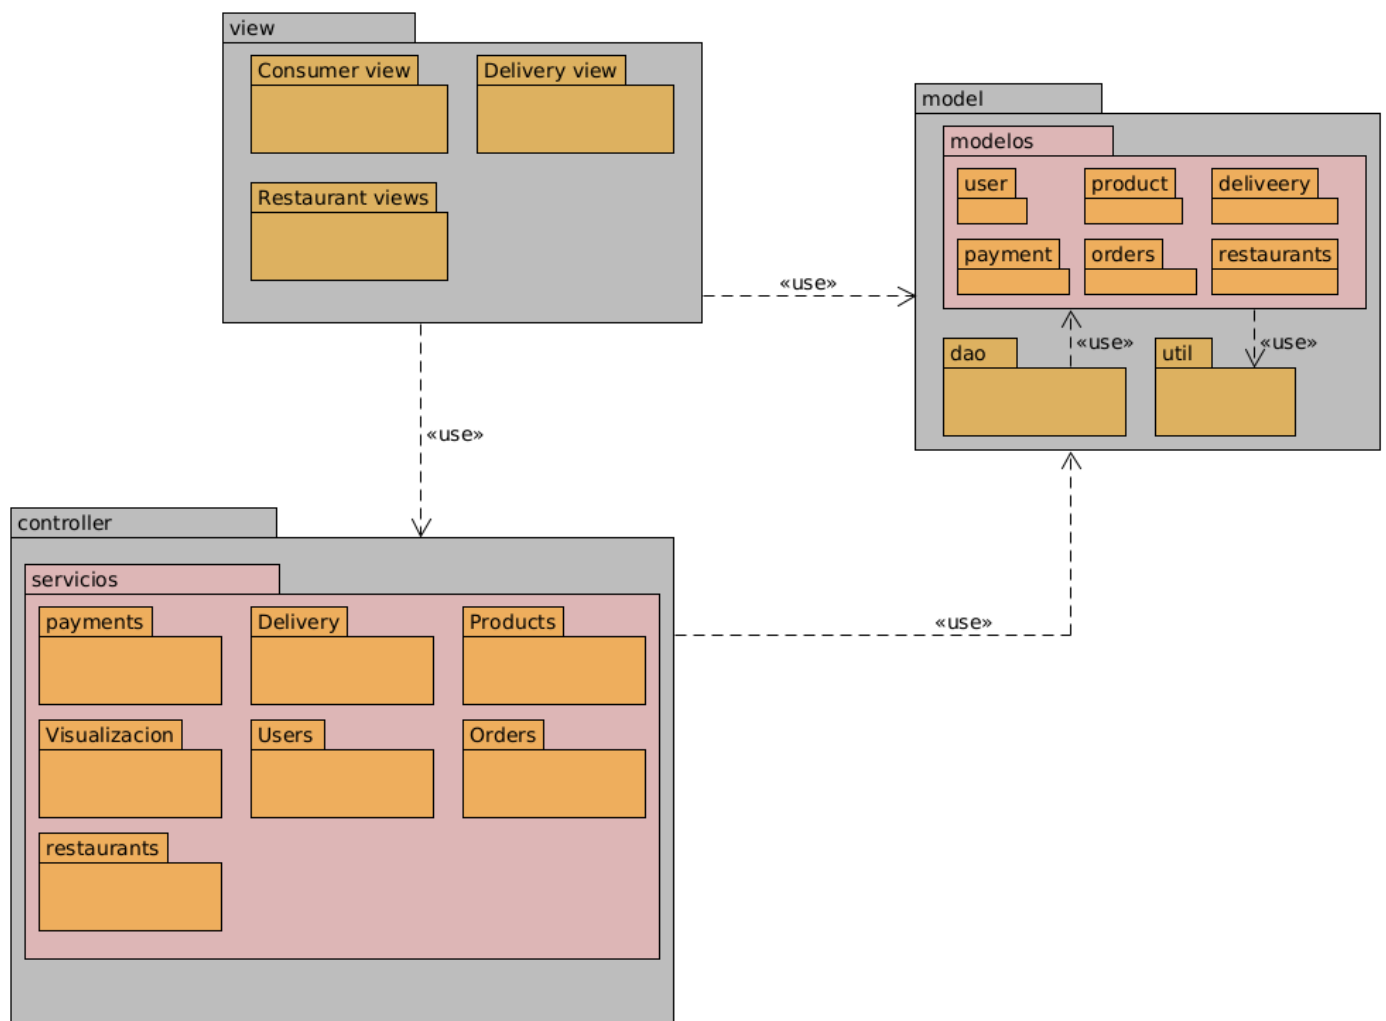 view
Consumer view
Delivery view
Restaurant views
«use»
model
modelos
user
product
deliveery
payment
orders
restaurants
«use»
«use»
dao
util
«use»
controller
servicios
payments
Delivery
Products
«use»
Visualizacion
Users
Orders
restaurants